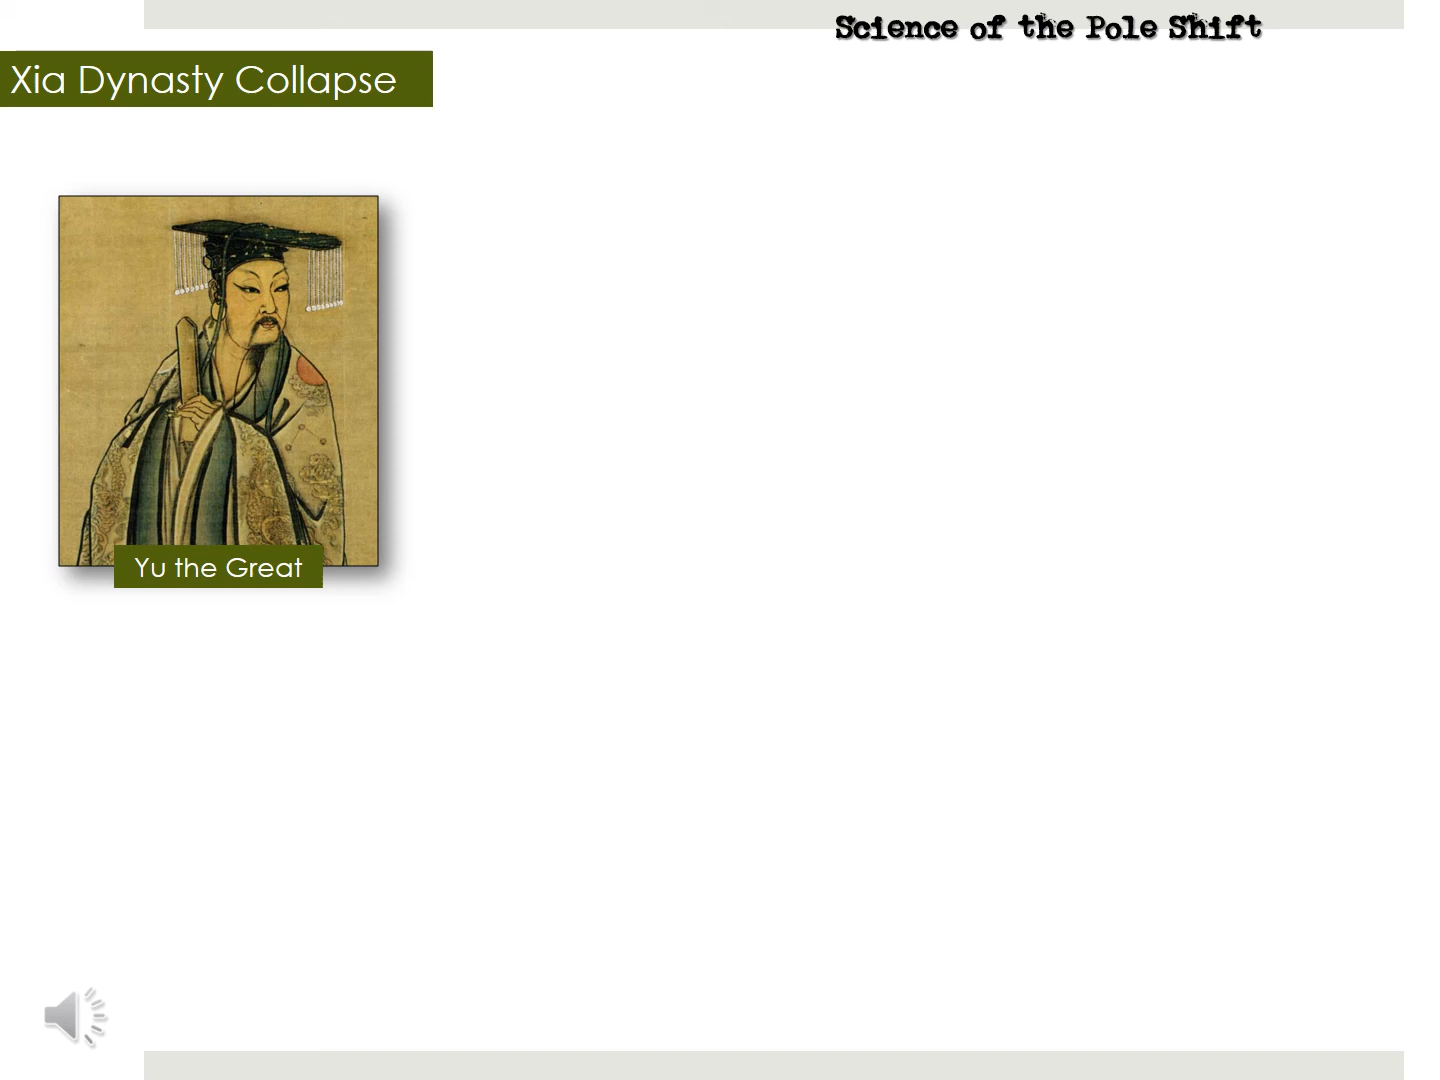 Science of the Pole Shift
Xia Dynasty Collapse
Yu the Great